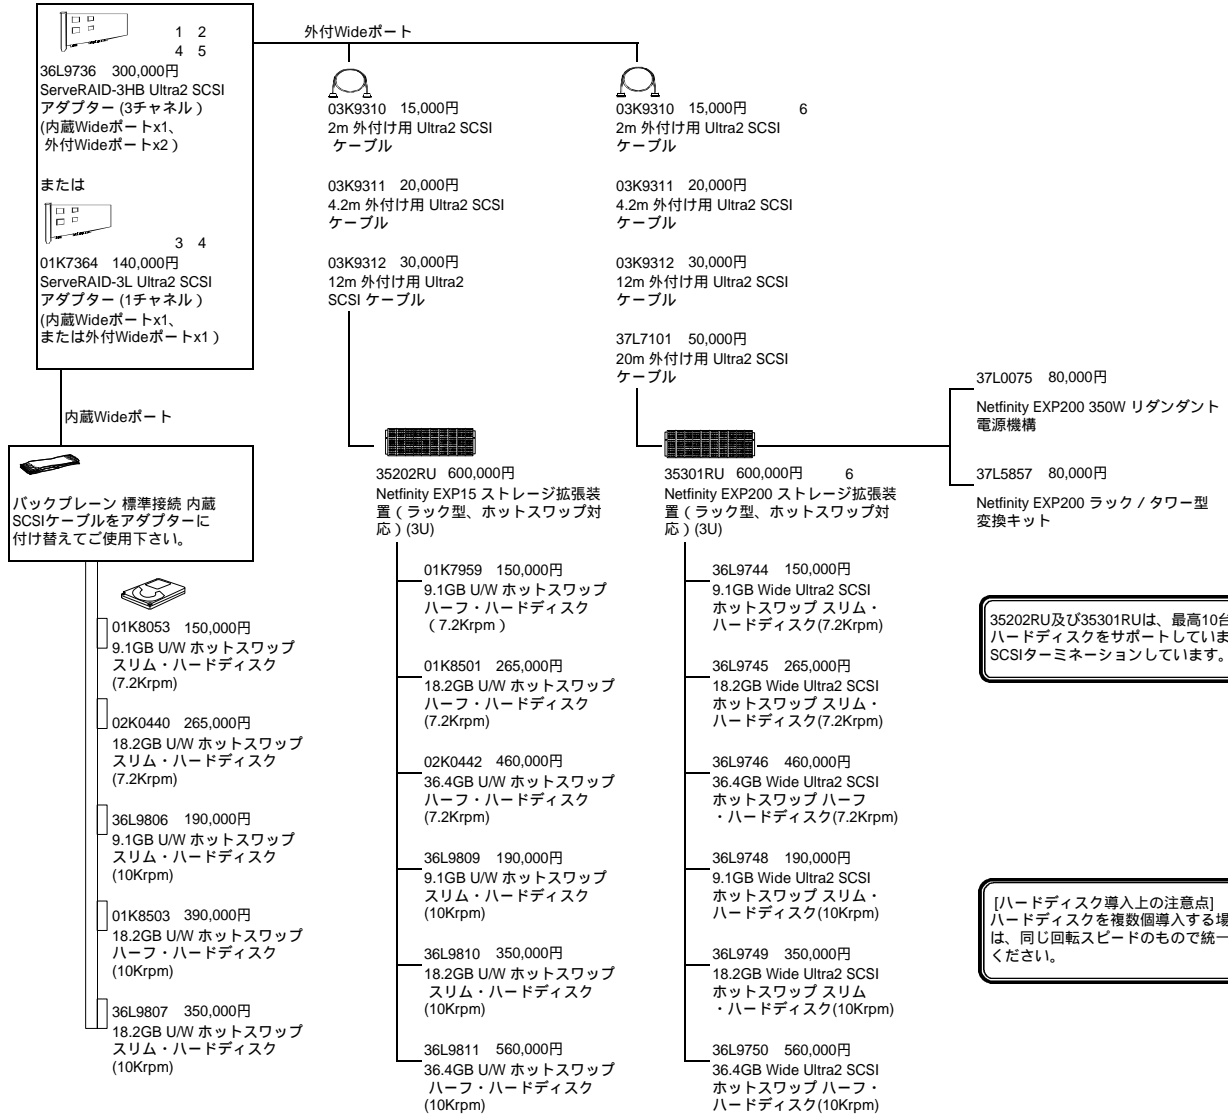 1 2
4 5
36L9736 300,000円
ServeRAID-3HB Ultra2 SCSI
アダプター (3チャネル )
(内蔵Wideポートx1、
外付Wideポートx2 )
または
3 4
01K7364 140,000円
ServeRAID-3L Ultra2 SCSI
アダプター (1チャネル )
(内蔵Wideポートx1、
または外付Wideポートx1 )
内蔵Wideポート
バックプレーン 標準接続 内蔵
SCSIケーブルをアダプターに
付け替えてご使用下さい。
01K8053 150,000円
9.1GB U/W ホットスワップ
スリム・ハードディスク
(7.2Krpm)
02K0440 265,000円
18.2GB U/W ホットスワップ
スリム・ハードディスク
(7.2Krpm)
36L9806 190,000円
9.1GB U/W ホットスワップ
スリム・ハードディスク
(10Krpm)
01K8503 390,000円
18.2GB U/W ホットスワップ
ハーフ・ハードディスク
(10Krpm)
36L9807 350,000円
18.2GB U/W ホットスワップ
スリム・ハードディスク
(10Krpm)
外付Wideポート
03K9310 15,000円
2m 外付け用 Ultra2 SCSI
ケーブル
03K9311 20,000円
4.2m 外付け用 Ultra2 SCSI
ケーブル
03K9312 30,000円
12m 外付け用 Ultra2
SCSI ケーブル
35202RU 600,000円
Netfinity EXP15 ストレージ拡張装
置 ( ラック型、ホットスワップ対
応 ) (3U)
01K7959 150,000円
9.1GB U/W ホットスワップ
ハーフ・ハードディスク
( 7.2Krpm )
01K8501 265,000円
18.2GB U/W ホットスワップ
ハーフ・ハードディスク
(7.2Krpm)
02K0442 460,000円
36.4GB U/W ホットスワップ
ハーフ・ハードディスク
(7.2Krpm)
36L9809 190,000円
9.1GB U/W ホットスワップ
スリム・ハードディスク
(10Krpm)
36L9810 350,000円
18.2GB U/W ホットスワップ
スリム・ハードディスク
(10Krpm)
36L9811 560,000円
36.4GB U/W ホットスワップ
ハーフ・ハードディスク
(10Krpm)
03K9310 15,000円 6
2m 外付け用 Ultra2 SCSI
ケーブル
03K9311 20,000円
4.2m 外付け用 Ultra2 SCSI
ケーブル
03K9312 30,000円
12m 外付け用 Ultra2 SCSI
ケーブル
37L7101 50,000円
20m 外付け用 Ultra2 SCSI
ケーブル
35301RU 600,000円 6
Netfinity EXP200 ストレージ拡張装
置 ( ラック型、ホットスワップ対
応 ) (3U)
36L9744 150,000円
9.1GB Wide Ultra2 SCSI
ホットスワップ スリム・
ハードディスク(7.2Krpm)
36L9745 265,000円
18.2GB Wide Ultra2 SCSI
ホットスワップ スリム・
ハードディスク(7.2Krpm)
36L9746 460,000円
36.4GB Wide Ultra2 SCSI
ホットスワップ ハーフ
・ハードディスク(7.2Krpm)
36L9748 190,000円
9.1GB Wide Ultra2 SCSI
ホットスワップ スリム・
ハードディスク(10Krpm)
36L9749 350,000円
18.2GB Wide Ultra2 SCSI
ホットスワップ スリム
・ハードディスク(10Krpm)
36L9750 560,000円
36.4GB Wide Ultra2 SCSI
ホットスワップ ハーフ・
ハードディスク(10Krpm)
37L0075 80,000円
Netfinity EXP200 350W リダンダント
電源機構
37L5857 80,000円
Netfinity EXP200 ラック / タワー型
変換キット
35202RU及び35301RUは、最高10台
ハードディスクをサポートしていま
SCSIターミネーションしています。
[ハードディスク導入上の注意点]
ハードディスクを複数個導入する場
は、同じ回転スピードのもので統一
ください。